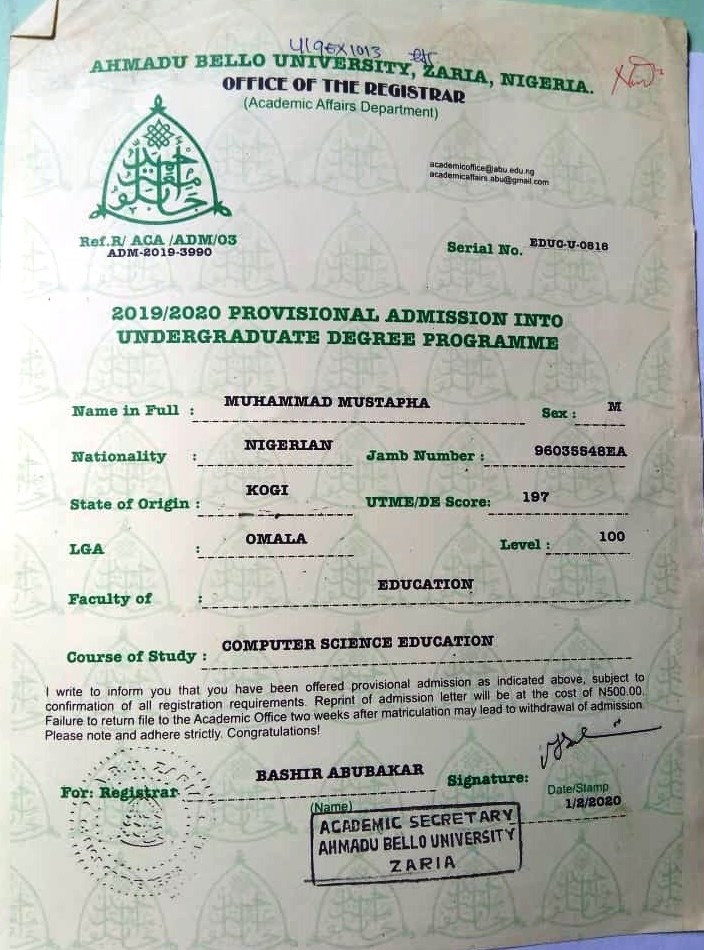 U19EX1013
AHMADU BELLO UNIVERSITY, ZARIA, NIGERIA.
OFFICE OF THE REGISTRAR
(Academic Affairs Department)
academicoffice@abu.edu.ng
academicaffairs.abu@gmail.com
Ref.R/ ACA /ADM/03
ADM-2019-3990
Serial No. EDUC-U-0818
2019/2020 PROVISIONAL ADMISSION INTO
UNDERGRADUATE DEGREE PROGRAMME
Name in Full : MUHAMMAD MUSTAPHA Sex : M
Nationality : NIGERIAN Jamb Number : 96035548EA
State of Origin : KOGI UTME/DE Score: 197
LGA : OMALA Level : 100
Faculty of : EDUCATION
Course of Study : COMPUTER SCIENCE EDUCATION
I write to inform you that you have been offered provisional admission as indicated above, subject to
confirmation of all registration requirements. Reprint of admission letter will be at the cost of N500.00.
Failure to return file to the Academic Office two weeks after matriculation may lead to withdrawal of admission.
Please note and adhere strictly. Congratulations!
For: Registrar BASHIR ABUBAKAR Signature:
(Name)
Date/Stamp
1/2/2020
ACADEMIC SECRETARY
AHMADU BELLO UNIVERSITY
ZARIA